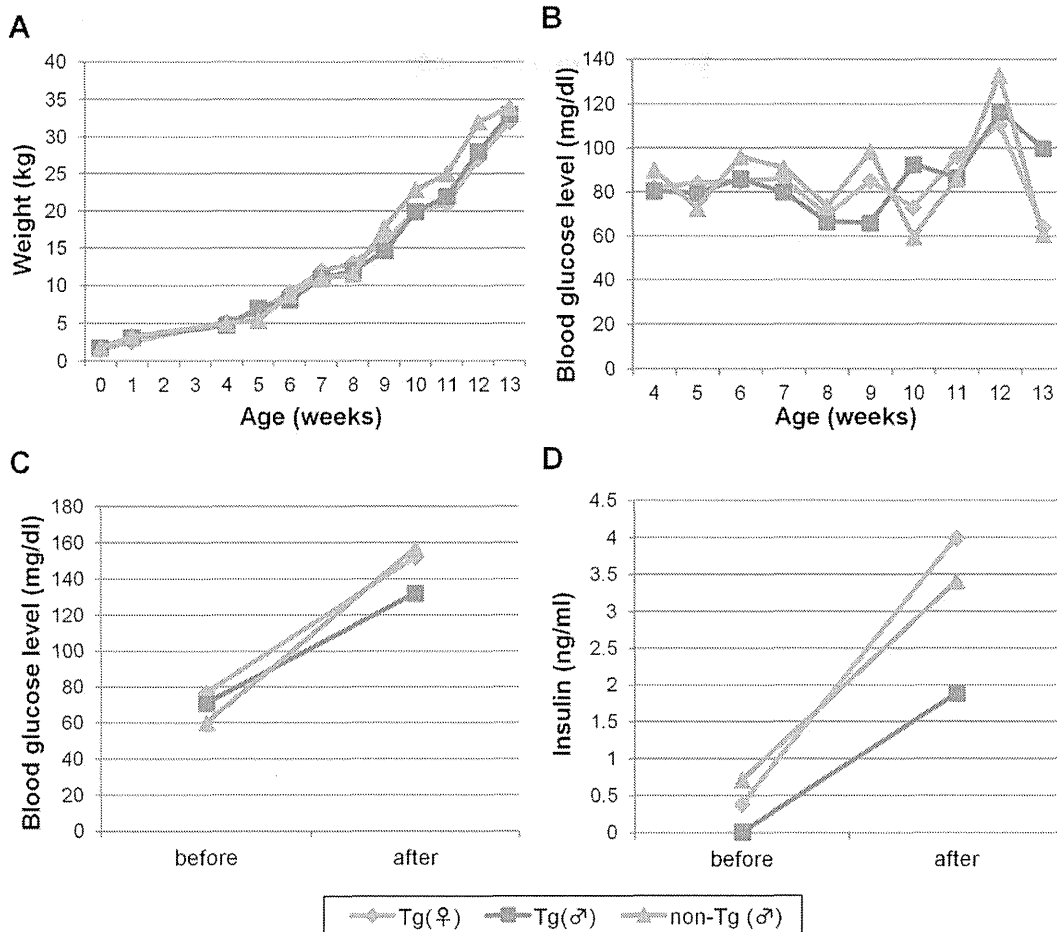 A
Weight (kg)
40
35
30
25
20
15
10
5
0
0 1 2 3 4 5 6 7 8 9 10 11 12 13
Age (weeks)
B
Blood glucose level (mg/dl)
140
120
100
80
60
40
20
0
4 5 6 7 8 9 10 11 12 13
Age (weeks)
C
Blood glucose level (mg/dl)
180
160
140
120
100
80
60
40
20
0
before after
D
Insulin (ng/ml)
4.5
4
3.5
3
2.5
2
1.5
1
0.5
0
before after
Tg(♀) Tg(♂) non-Tg (♂)